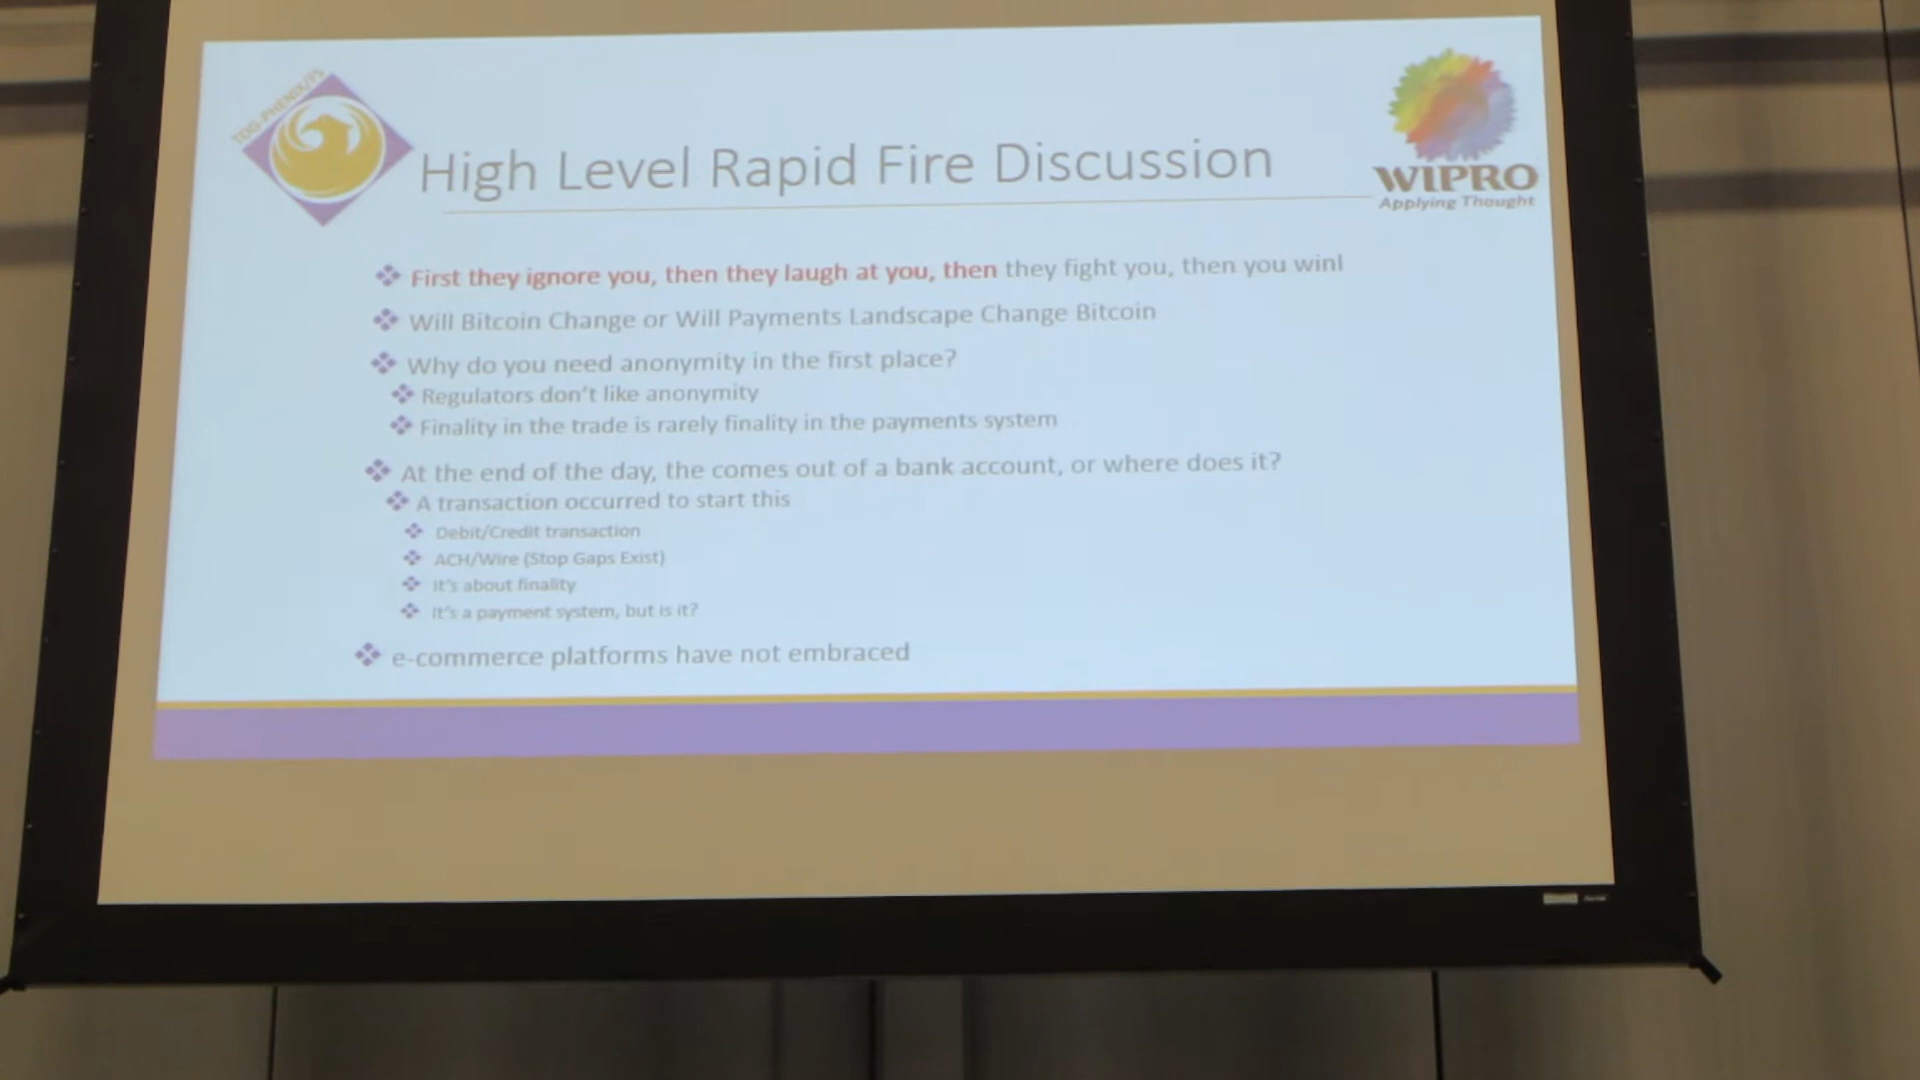 TOG-PHENIX/35
High Level Rapid Fire Discussion
WIPRO
Applying Thought
First they ignore you, then they laugh at you, then they fight you, then you win!
Will Bitcoin Change or Will Payments Landscape Change Bitcoin
Why do you need anonymity in the first place?
Regulators don't like anonymity
Finality in the trade is rarely finality in the payments system
At the end of the day, the comes out of a bank account, or where does it?
A transaction occurred to start this
Debit/Credit transaction
ACH/Wire (Stop Gaps Exist)
It's about finality
It's a payment system, but is it?
e-commerce platforms have not embraced